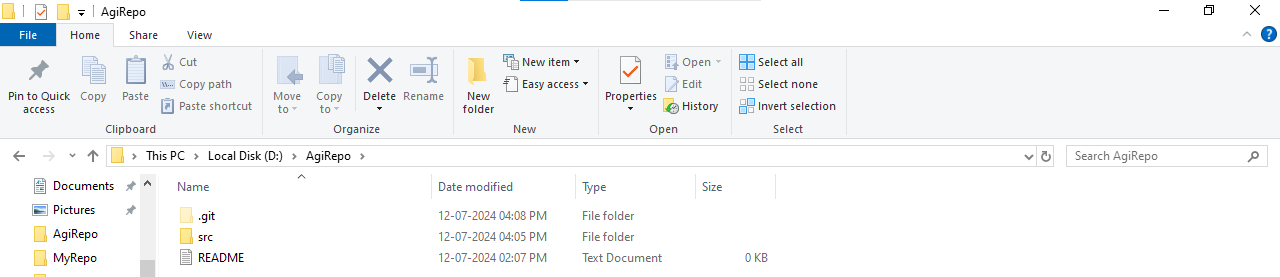 AgiRepo
File Home Share View
Pin to Quick access
Copy
Paste
Cut
Copy path
Paste shortcut
Clipboard
Move to
Copy to
Delete
Rename
Organize
New folder
New item
Easy access
New
Properties
Open
Edit
History
Open
Select all
Select none
Invert selection
Select
This PC > Local Disk (D:) > AgiRepo >
Search AgiRepo
Documents
Pictures
AgiRepo
MyRepo
Name Date modified Type Size
.git 12-07-2024 04:08 PM File folder
src 12-07-2024 04:05 PM File folder
README 12-07-2024 02:07 PM Text Document 0 KB